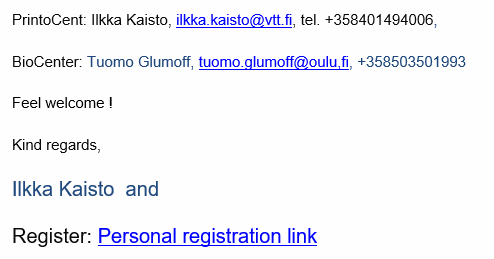 PrintoCent: Ilkka Kaisto, ilkka.kaisto@vtt.fi, tel. +358401494006,
BioCenter: Tuomo Glumoff, tuomo.glumoff@oulu,fi, +358503501993
Feel welcome !
Kind regards,
Ilkka Kaisto  and
Register: Personal registration link